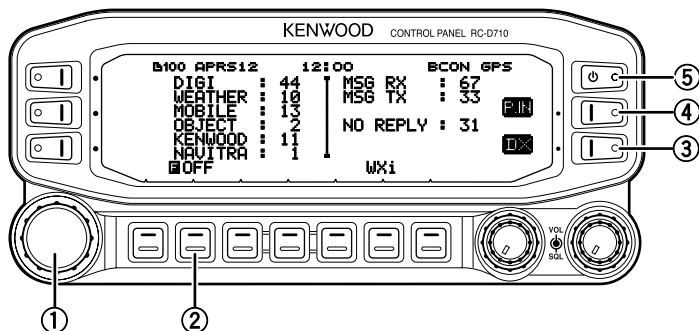 KENWOOD CONTROL PANEL RC-D710
100 APRS12 12:00 BCON GPS
DIGI : 44 MSG RX : 67
WEATHER : 10 MSG TX : 33
MOBILE : 13 P.IN
OBJECT : 2 NO REPLY : 31
KENWOOD : 11 DX
NAVITRA : 1
F OFF WXi
VOL
SQL
5
4
3
1
2